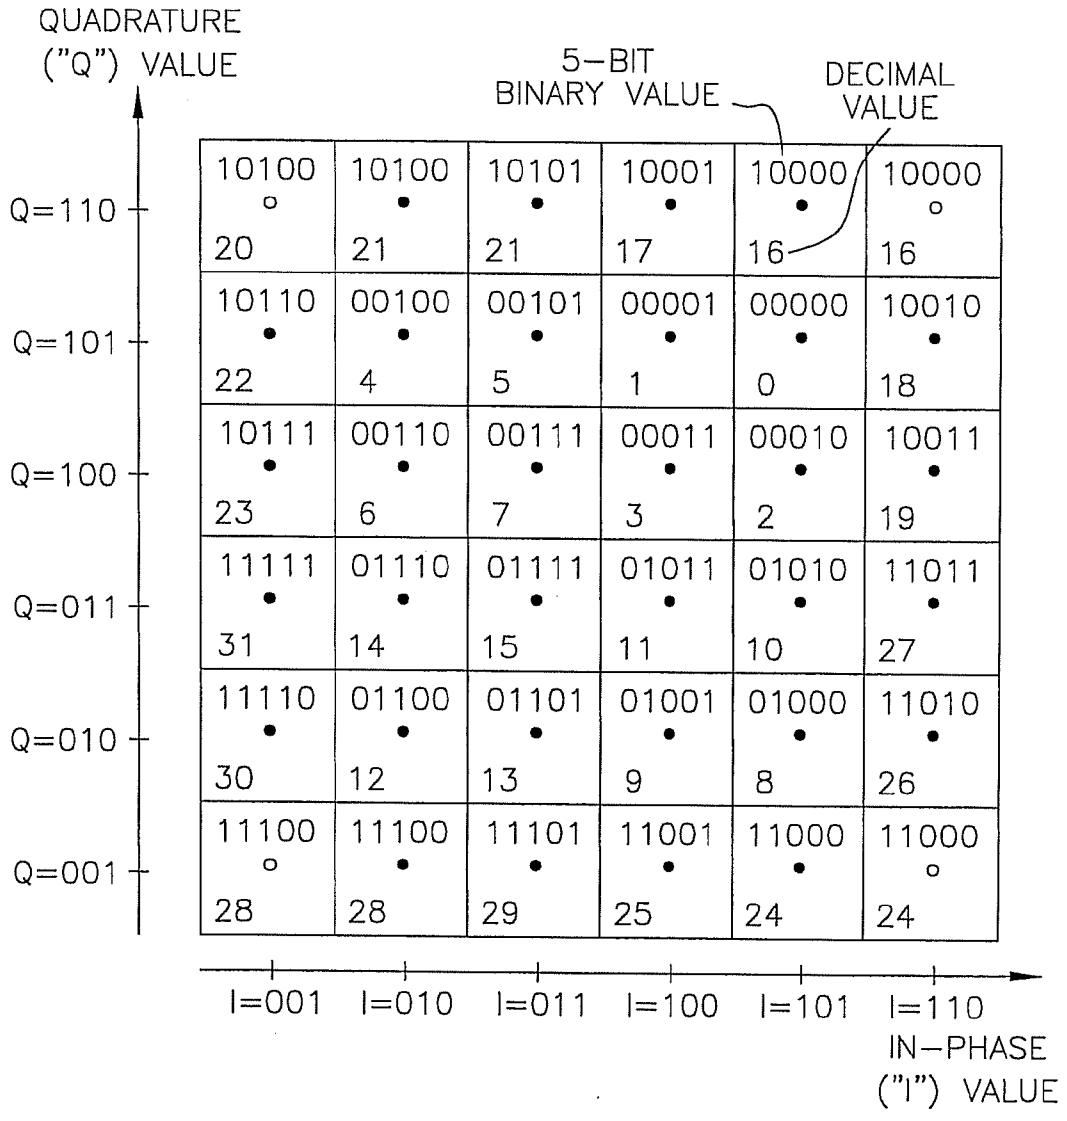 QUADRATURE
("Q") VALUE
5-BIT
BINARY VALUE
DECIMAL
VALUE
Q=110
10100 10100 10101 10001 10000 10000
20 21 21 17 16 16
Q=101
10110 00100 00101 00001 00000 10010
22 4 5 1 0 18
Q=100
10111 00110 00111 00011 00010 10011
23 6 7 3 2 19
Q=011
11111 01110 01111 01011 01010 11011
31 14 15 11 10 27
Q=010
11110 01100 01101 01001 01000 11010
30 12 13 9 8 26
Q=001
11100 11100 11101 11001 11000 11000
28 28 29 25 24 24
I=001 I=010 I=011 I=100 I=101 I=110
IN-PHASE
("I") VALUE